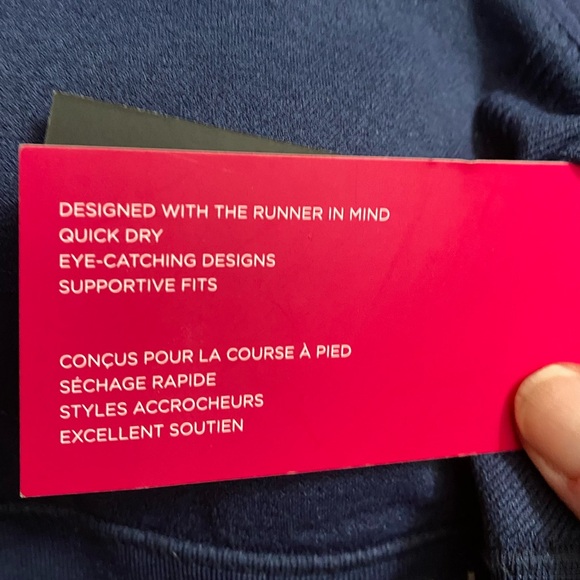 DESIGNED WITH THE RUNNER IN MIND
QUICK DRY
EYE-CATCHING DESIGNS
SUPPORTIVE FITS
CONÇUS POUR LA COURSE À PIED
SÉCHAGE RAPIDE
STYLES ACCROCHEURS
EXCELLENT SOUTIEN